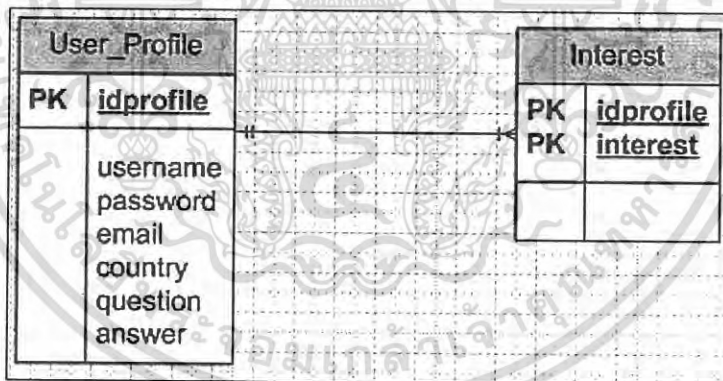 User_Profile
PK idprofile
username
password
email
country
question
answer
Interest
PK idprofile
PK interest